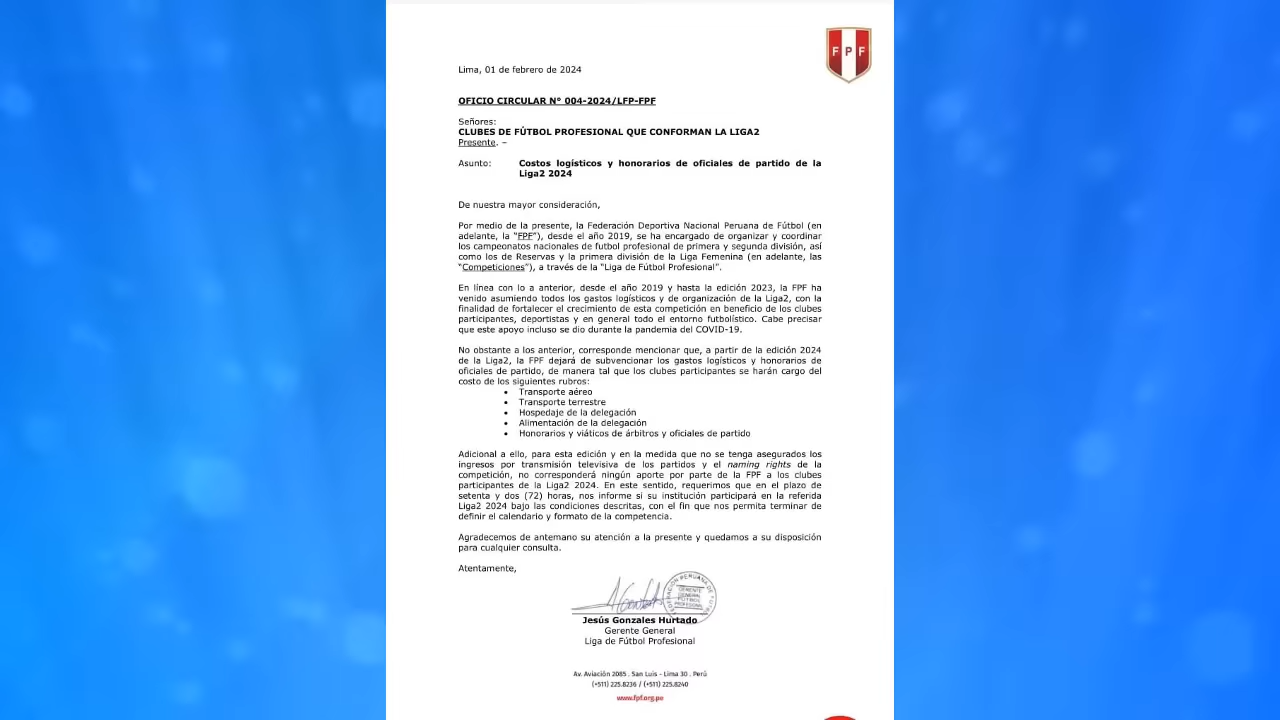 FPF
Lima, 01 de febrero de 2024
OFICIO CIRCULAR N° 004-2024/LFP-FPF
Señores:
CLUBES DE FÚTBOL PROFESIONAL QUE CONFORMAN LA LIGA2
Presente. –
Asunto: Costos logísticos y honorarios de oficiales de partido de la
Liga2 2024
De nuestra mayor consideración,
Por medio de la presente, la Federación Deportiva Nacional Peruana de Fútbol (en
adelante, la “FPF”), desde el año 2019, se ha encargado de organizar y coordinar
los campeonatos nacionales de futbol profesional de primera y segunda división, así
como los de Reservas y la primera división de la Liga Femenina (en adelante, las
“Competiciones”), a través de la “Liga de Fútbol Profesional”.
En línea con lo anterior, desde el año 2019 y hasta la edición 2023, la FPF ha
venido asumiendo todos los gastos logísticos y de organización de la Liga2, con la
finalidad de fortalecer el crecimiento de esta competición en beneficio de los clubes
participantes, deportistas y en general todo el entorno futbolístico. Cabe precisar
que este apoyo incluso se dio durante la pandemia del COVID-19.
No obstante a los anterior, corresponde mencionar que, a partir de la edición 2024
de la Liga2, la FPF dejará de subvencionar los gastos logísticos y honorarios de
oficiales de partido, de manera tal que los clubes participantes se harán cargo del
costo de los siguientes rubros:
• Transporte aéreo
• Transporte terrestre
• Hospedaje de la delegación
• Alimentación de la delegación
• Honorarios y viáticos de árbitros y oficiales de partido
Adicional a ello, para esta edición y en la medida que no se tenga asegurados los
ingresos por transmisión televisiva de los partidos y el naming rights de la
competición, no corresponderá ningún aporte por parte de la FPF a los clubes
participantes de la Liga2 2024. En este sentido, requerimos que en el plazo de
setenta y dos (72) horas, nos informe si su institución participará en la referida
Liga2 2024 bajo las condiciones descritas, con el fin que nos permita terminar de
definir el calendario y formato de la competencia.
Agradecemos de antemano su atención a la presente y quedamos a su disposición
para cualquier consulta.
Atentamente,
GERENTE
GENERAL
FÚTBOL
PROFESIONAL
Jesús Gonzales Hurtado
Gerente General
Liga de Fútbol Profesional
Av. Aviación 2085 . San Luis - Lima 30 . Perú
(+511) 225.8236 / (+511) 225.8240
www.fpf.org.pe